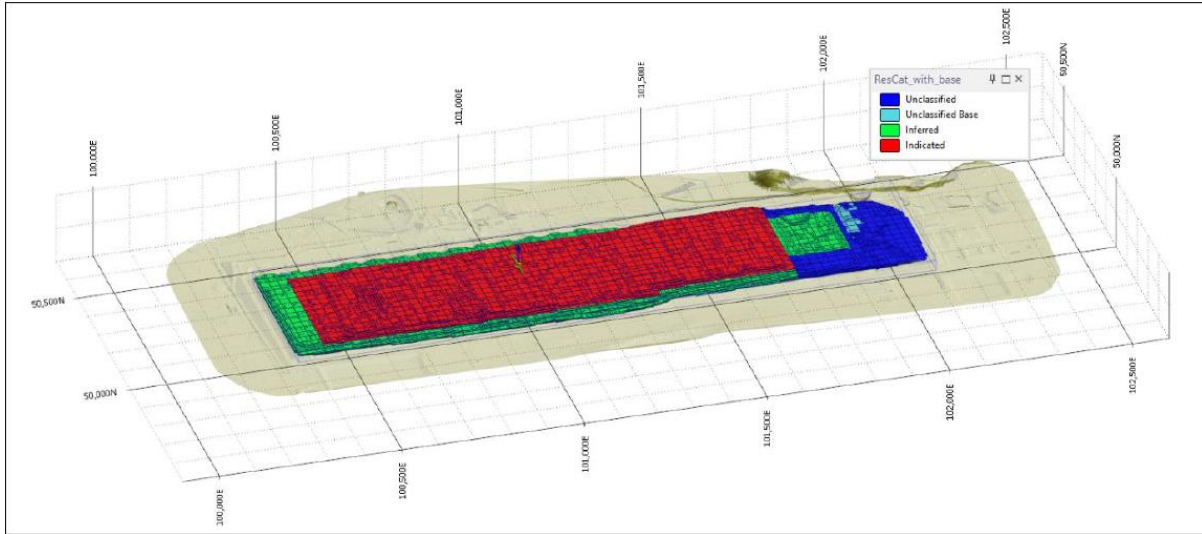 102,500E
102,000E
101,500E
101,000E
100,500E
100,000E
50,500N
50,000N
ResCat_with_base
Unclassified
Unclassified Base
Inferred
Indicated
50,500N
50,000N
100,000E
100,500E
101,000E
101,500E
102,000E
102,500E